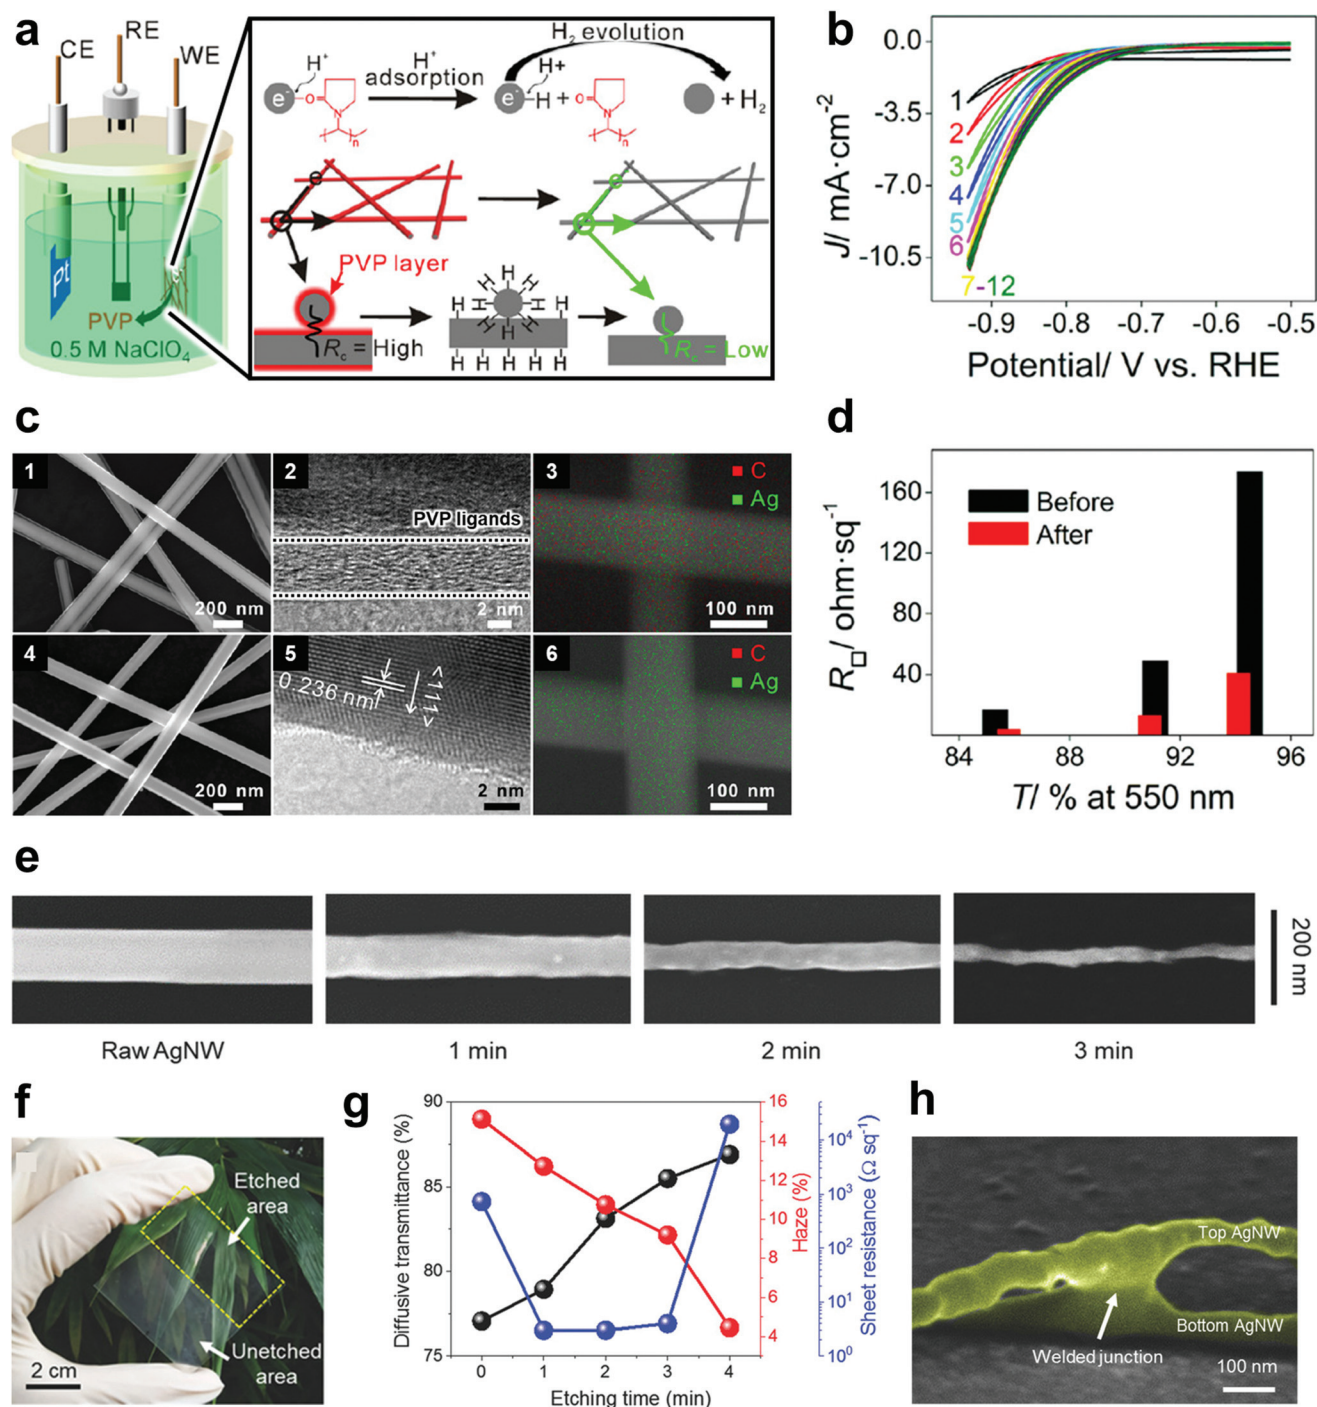 a
CE
RE
WE
Pt
PVP
0.5 M NaClO₄
H⁺
e⁻
O
N
n
H⁺
adsorption
H₂ evolution
H+
e⁻
H
+
O
N
n
+ H₂
PVP layer
R_c = High
H H H H H H H
H H H H
R_c = Low
b
J/ mA·cm⁻²
0.0
-3.5
-7.0
-10.5
1
2
3
4
5
6
7-12
-0.9 -0.8 -0.7 -0.6 -0.5
Potential/ V vs. RHE
c
1
200 nm
2
PVP ligands
2 nm
3
C
Ag
100 nm
4
200 nm
5
0.236 nm
<111>
2 nm
6
C
Ag
100 nm
d
R□/ ohm·sq⁻¹
160
120
80
40
Before
After
84 88 92 96
T/ % at 550 nm
e
200 nm
Raw AgNW
1 min
2 min
3 min
f
Etched
area
Unetched
area
2 cm
g
Diffusive transmittance (%)
90
85
80
75
16
14
12
10
8
6
4
Haze (%)
10⁴
10³
10²
10¹
10⁰
Sheet resistance (Ω sq⁻¹)
0 1 2 3 4
Etching time (min)
h
Top AgNW
Bottom AgNW
Welded junction
100 nm